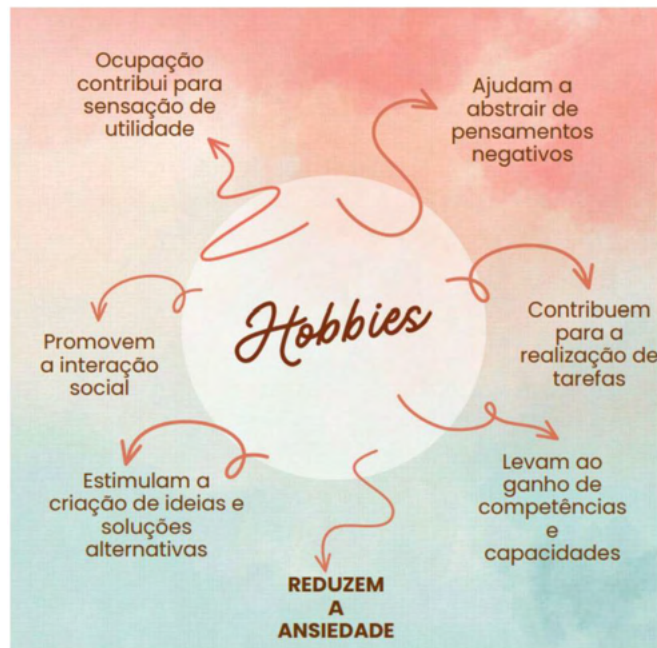 Ocupação
contribui para
sensação de
utilidade
Ajudam a
abstrair de
pensamentos
negativos
Hobbies
Promovem
a interação
social
Contribuem
para a
realização de
tarefas
Estimulam a
criação de ideias e
soluções
alternativas
Levam ao
ganho de
competências
e
capacidades
REDUZEM
A
ANSIEDADE